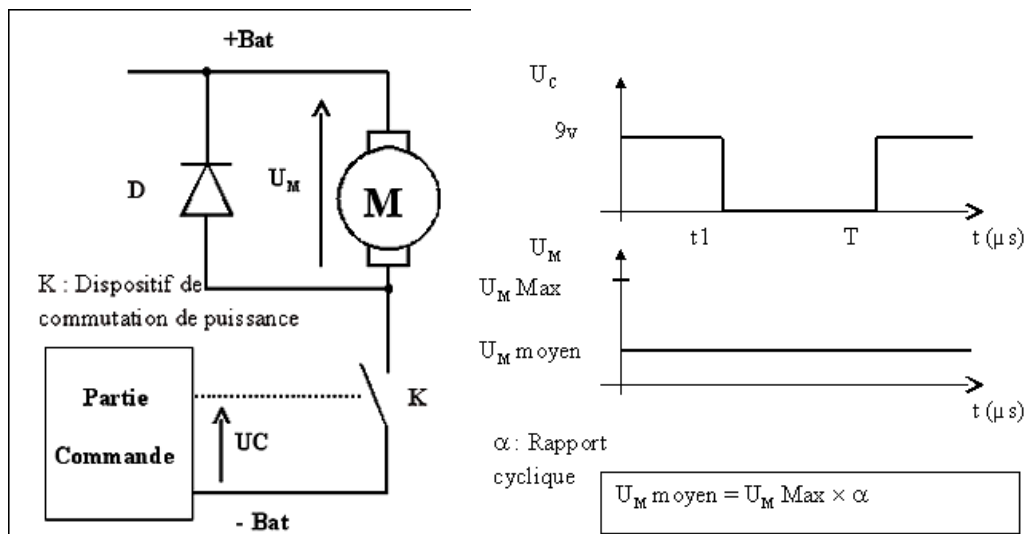 +Bat
D
U_M
M
K : Dispositif de
commutation de puissance
Partie
Commande
UC
K
- Bat
U_C
9v
t1
T
t (µs)
U_M
U_M Max
U_M moyen
t (µs)
α : Rapport
cyclique
U_M moyen = U_M Max × α